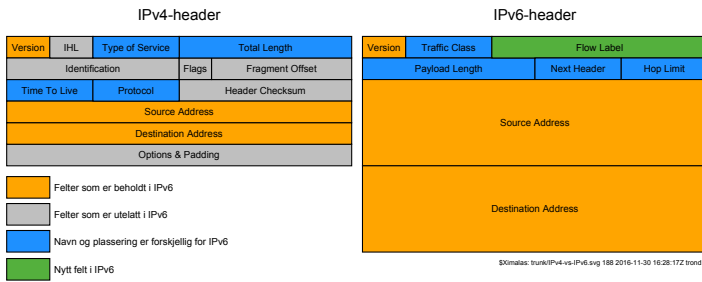 IPv4-header
Version IHL Type of Service Total Length
Identification Flags Fragment Offset
Time To Live Protocol Header Checksum
Source Address
Destination Address
Options & Padding
Felter som er beholdt i IPv6
Felter som er utelatt i IPv6
Navn og plassering er forskjellig for IPv6
Nytt felt i IPv6
IPv6-header
Version Traffic Class Flow Label
Payload Length Next Header Hop Limit
Source Address
Destination Address
$Ximalas: trunk/IPv4-vs-IPv6.svg 188 2016-11-30 16:28:17Z trond